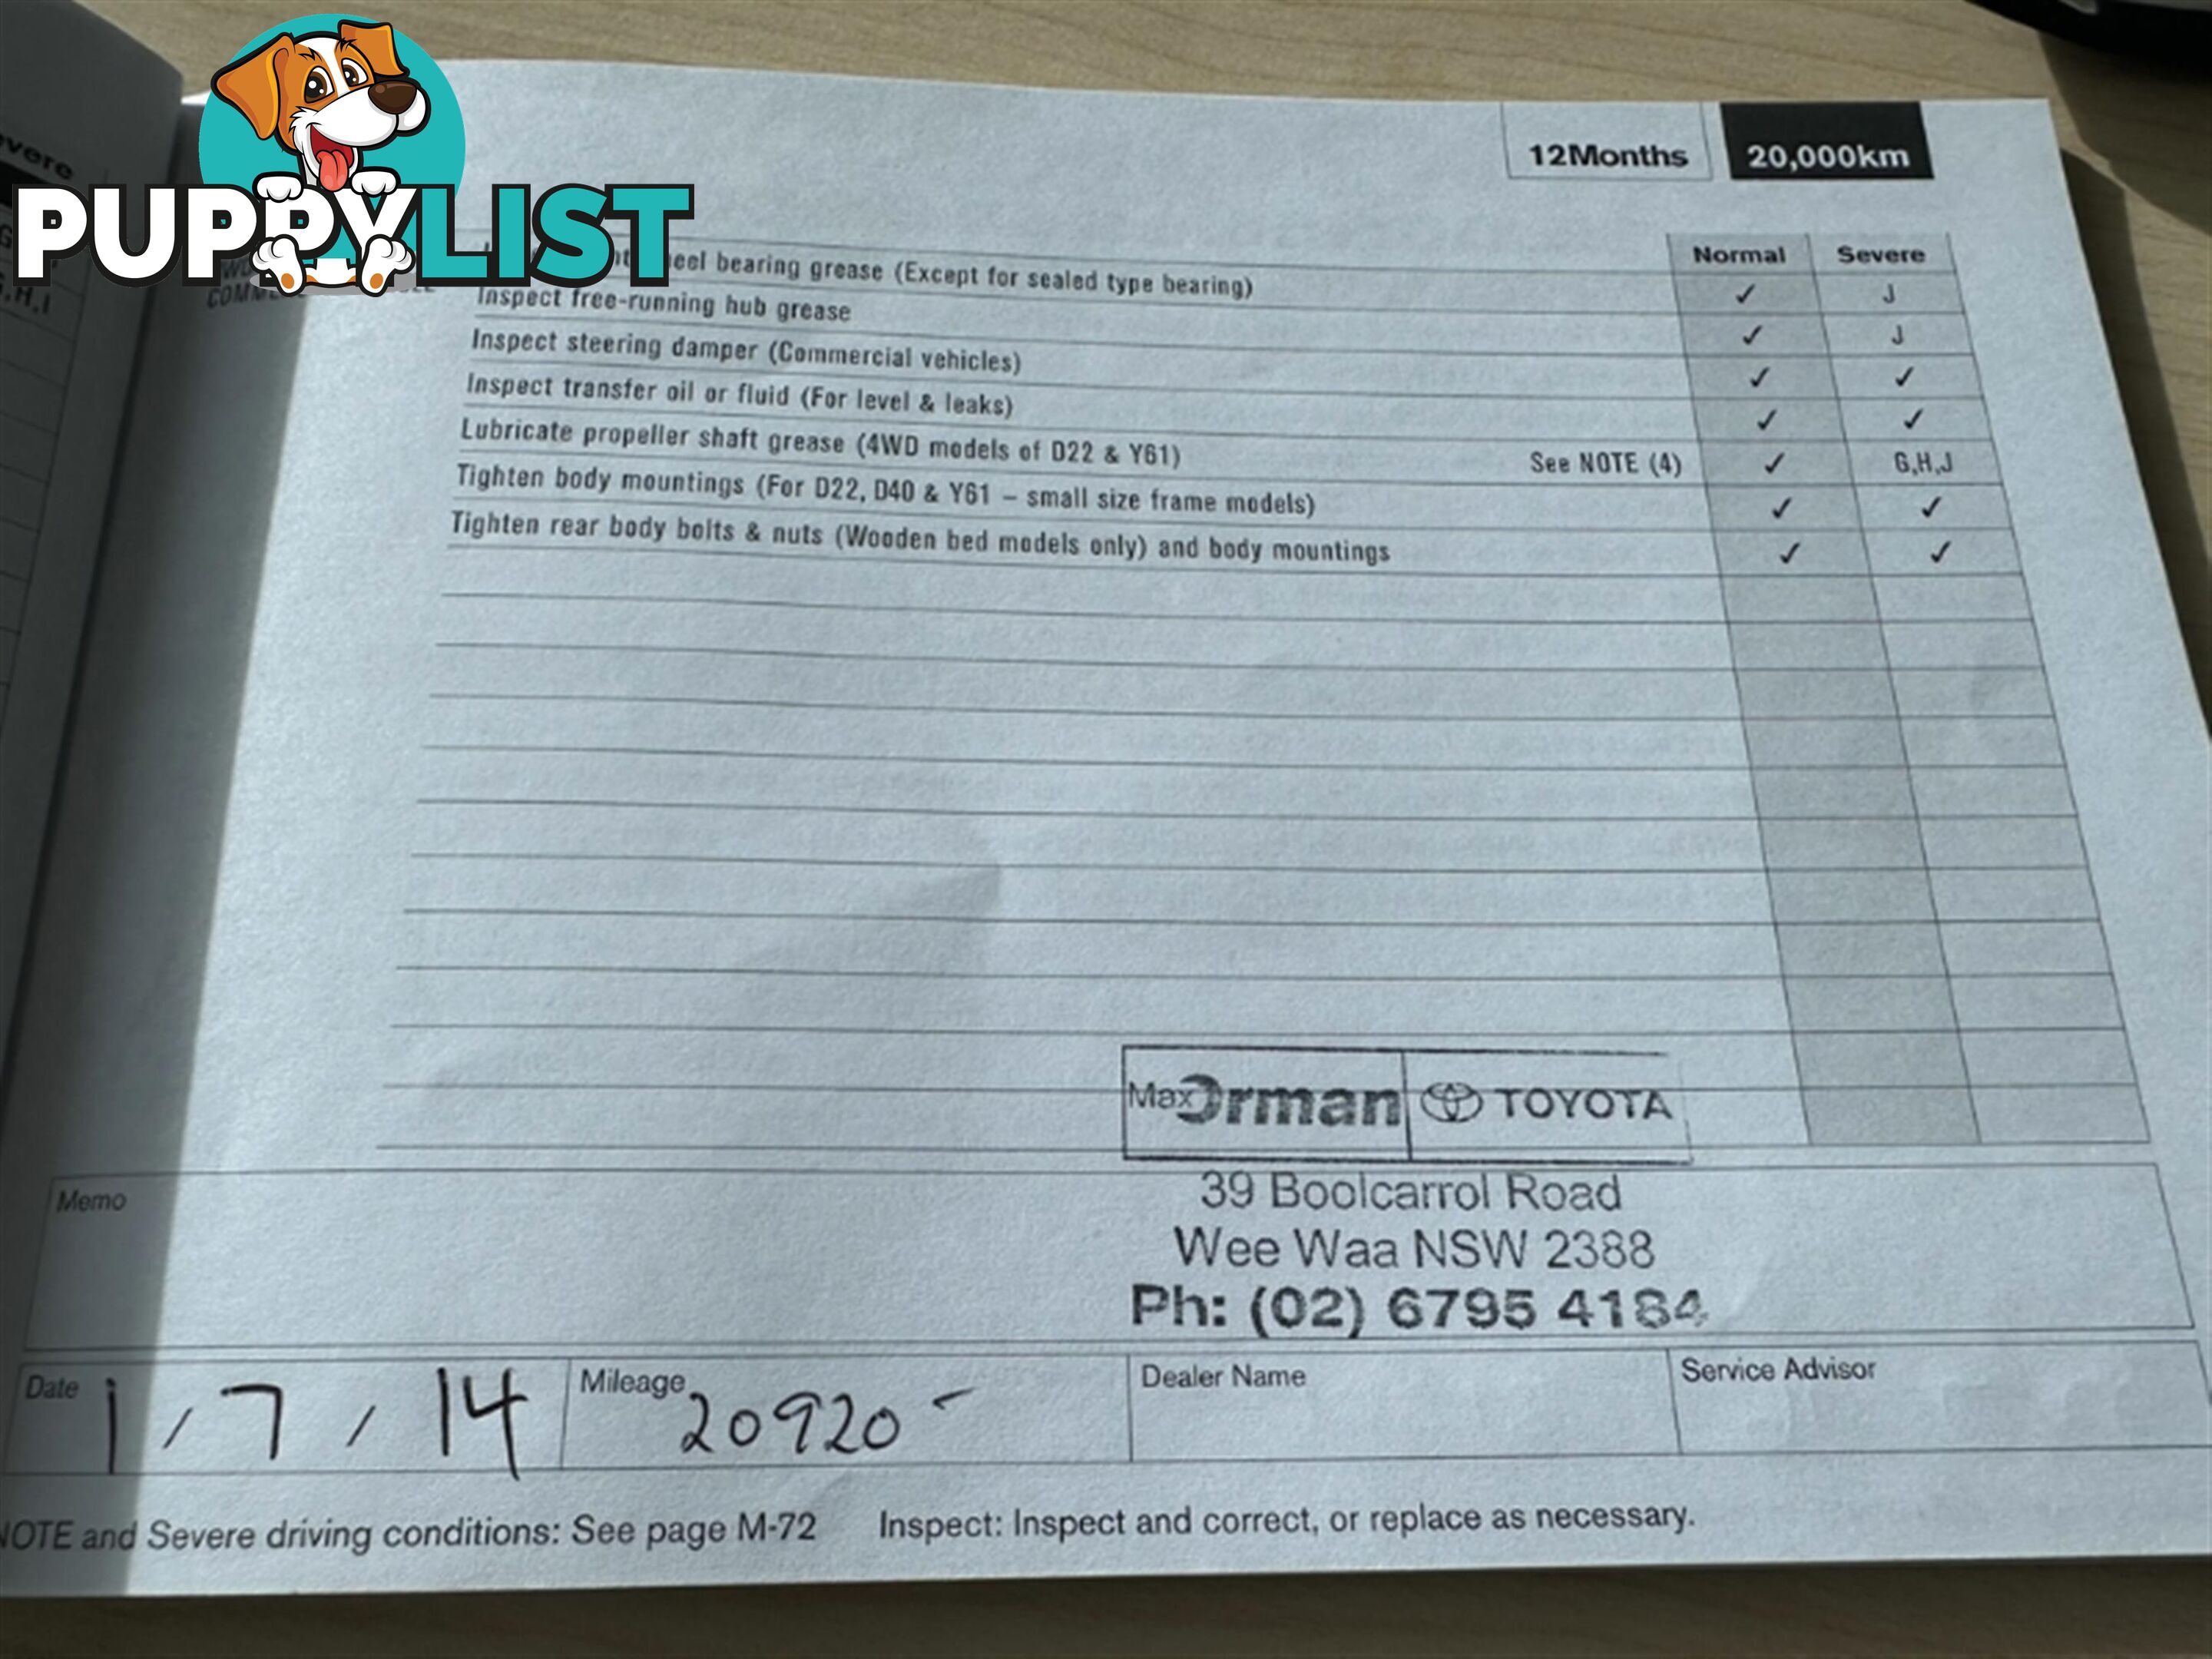 PUPPYLIST
12Months 20,000km
Normal Severe
eel bearing grease (Except for sealed type bearing) ✓ J
Inspect free-running hub grease ✓ J
Inspect steering damper (Commercial vehicles) ✓ ✓
Inspect transfer oil or fluid (For level & leaks) ✓ ✓
Lubricate propeller shaft grease (4WD models of D22 & Y61) See NOTE (4) ✓ G,H,J
Tighten body mountings (For D22, D40 & Y61 – small size frame models) ✓ ✓
Tighten rear body bolts & nuts (Wooden bed models only) and body mountings ✓ ✓
Max Orman TOYOTA
39 Boolcarrol Road
Wee Waa NSW 2388
Ph: (02) 6795 4184
Memo
Date 1 / 7 / 14 Mileage 20920 – Dealer Name Service Advisor
NOTE and Severe driving conditions: See page M-72 Inspect: Inspect and correct, or replace as necessary.